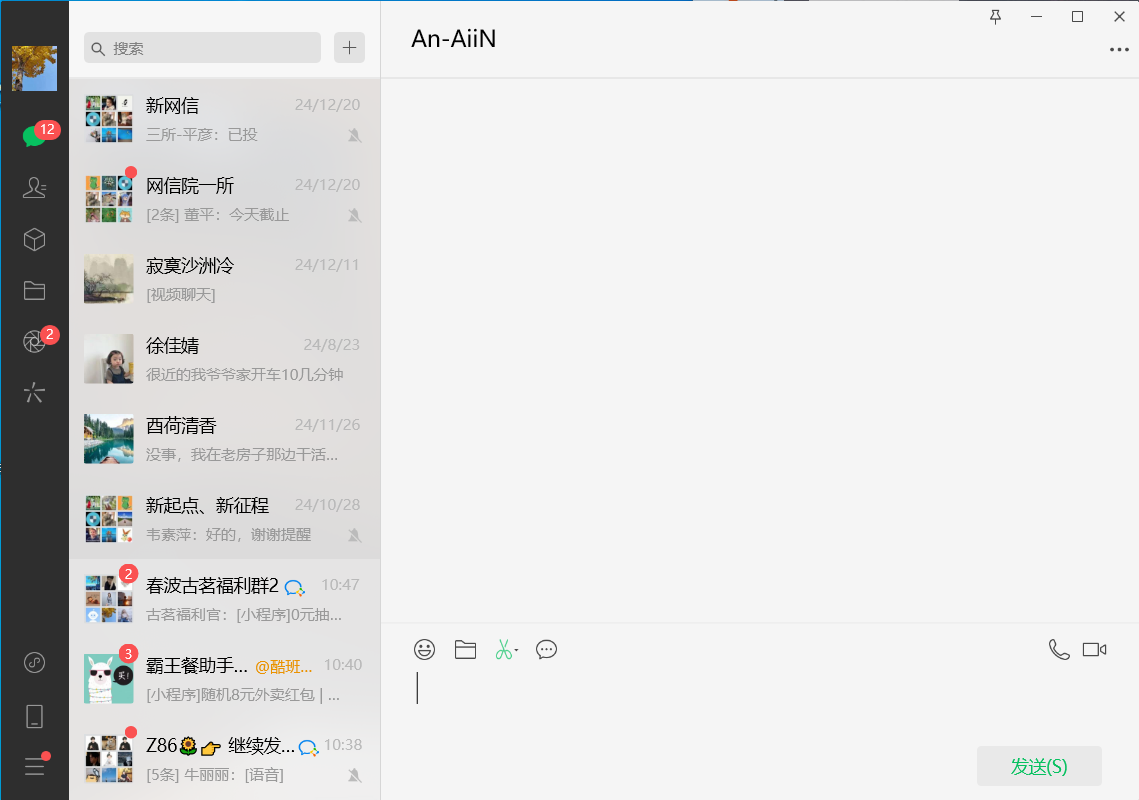 搜索
An-AiiN
12
2
新网信 24/12/20
三所-平彦：已投
网信院一所 24/12/20
[2条] 董平：今天截止
寂寞沙洲冷 24/12/11
[视频聊天]
徐佳婧 24/8/23
很近的我爷爷家开车10几分钟
酉荷清香 24/11/26
没事，我在老房子那边干活...
新起点、新征程 24/10/28
韦素萍：好的，谢谢提醒
2
春波古茗福利群2 10:47
古茗福利官：[小程序]0元抽...
3
买!
霸王餐助手... @酷班... 10:40
[小程序]随机8元外卖红包 | ...
Z86🌻👉 继续发... 10:38
[5条] 牛丽丽：[语音]
发送(S)